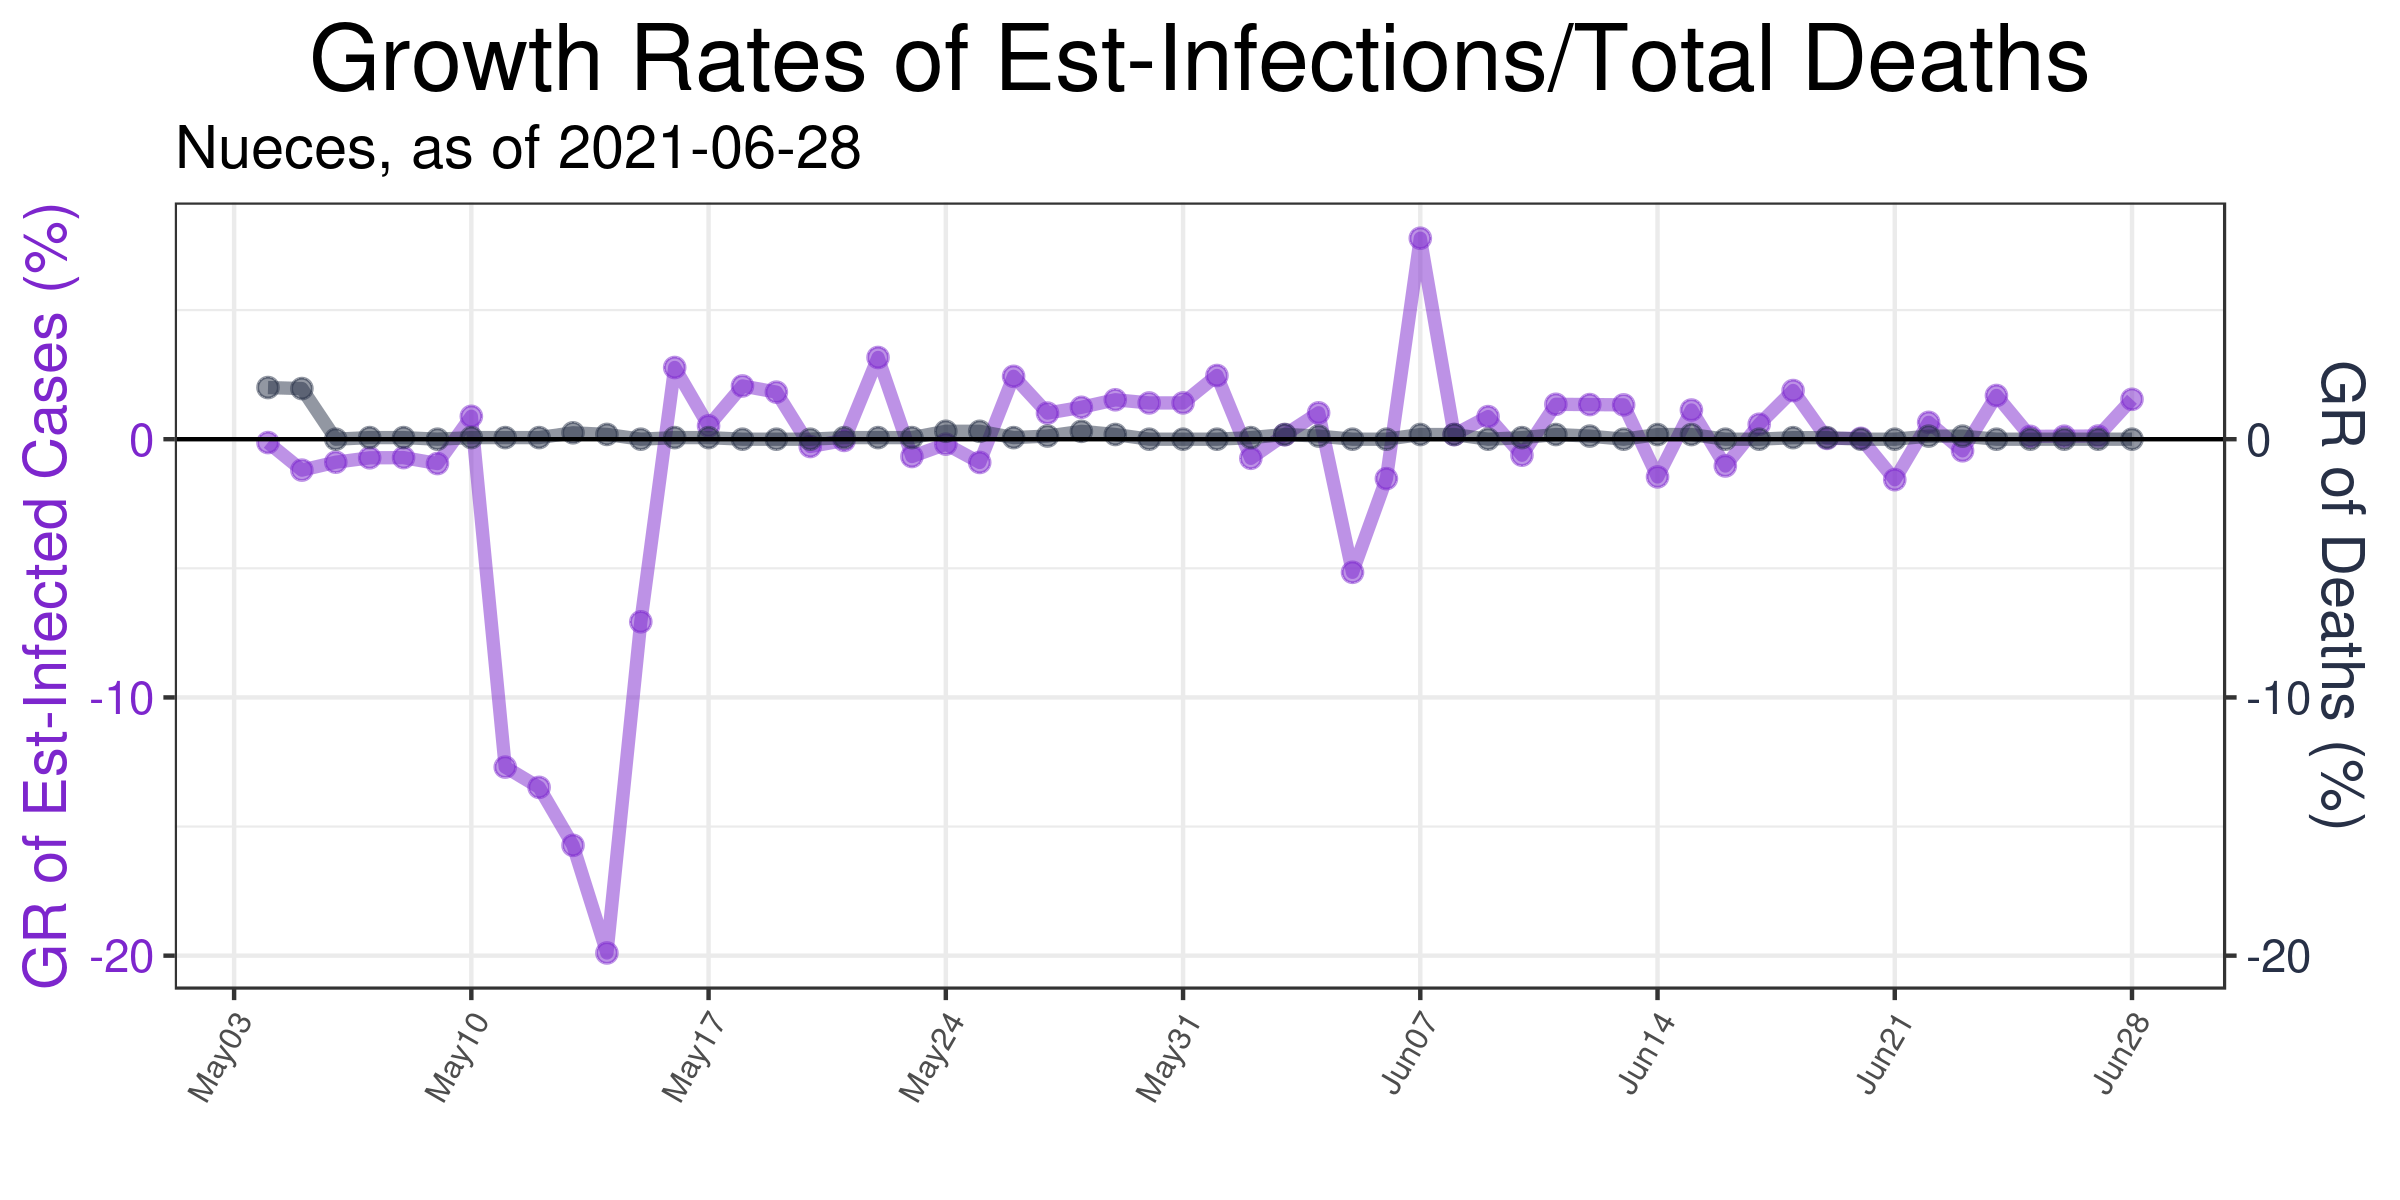 Growth Rates of Est-Infections/Total Deaths
Nueces, as of 2021-06-28
GR of Est-Infected Cases (%)
0
-10
-20
0
-10
-20
GR of Deaths (%)
May03
May10
May17
May24
May31
Jun07
Jun14
Jun21
Jun28